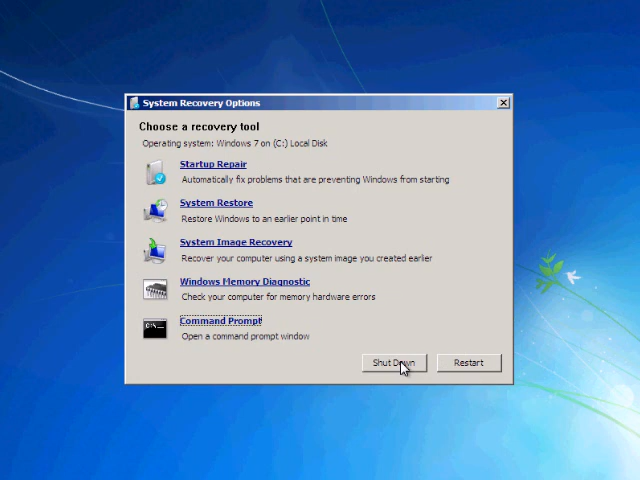 System Recovery Options
Choose a recovery tool
Operating system: Windows 7 on (C:) Local Disk
Startup Repair
Automatically fix problems that are preventing Windows from starting
System Restore
Restore Windows to an earlier point in time
System Image Recovery
Recover your computer using a system image you created earlier
Windows Memory Diagnostic
Check your computer for memory hardware errors
C:\_
Command Prompt
Open a command prompt window
Shut Down Restart